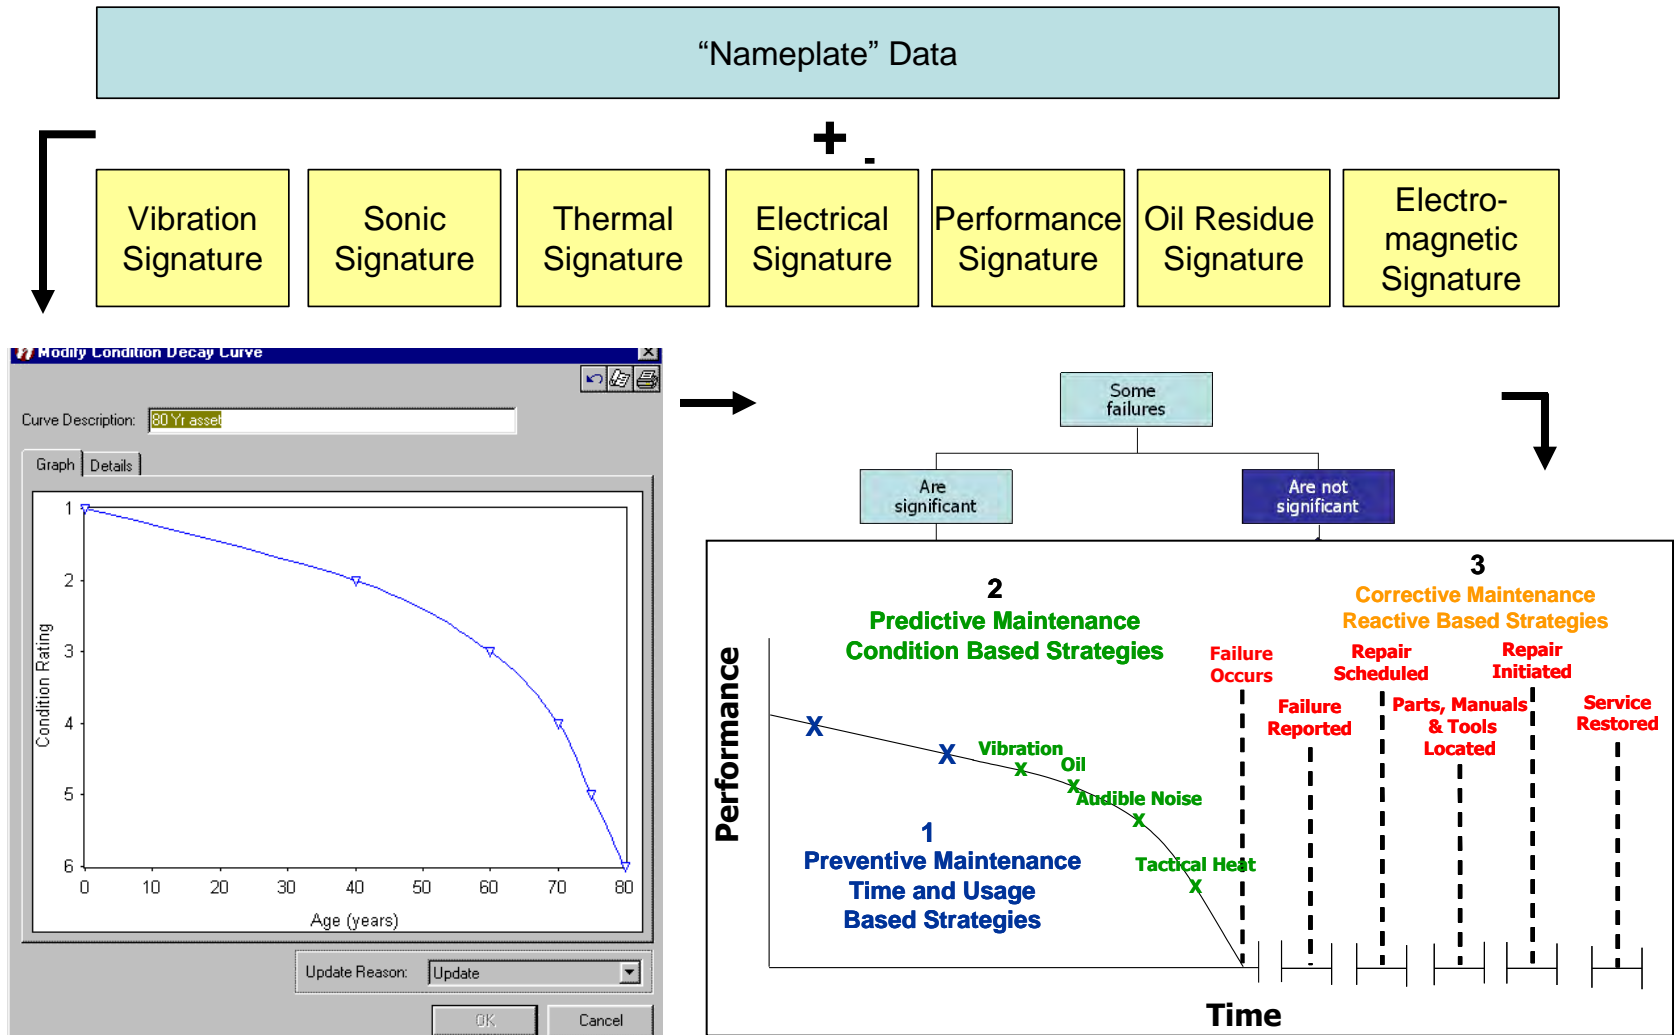 “Nameplate” Data
+
-
Vibration
Signature
Sonic
Signature
Thermal
Signature
Electrical
Signature
Performance
Signature
Oil Residue
Signature
Electro-
magnetic
Signature
Modify Condition Decay Curve
Curve Description:
80 Yr asset
Graph
Details
Condition Rating
1
2
3
4
5
6
0
10
20
30
40
50
60
70
80
Age (years)
Update Reason:
Update
OK
Cancel
Some
failures
Are
significant
Are not
significant
2
Predictive Maintenance
Condition Based Strategies
3
Corrective Maintenance
Reactive Based Strategies
Failure
Occurs
Failure
Reported
Repair
Scheduled
Parts, Manuals
& Tools
Located
Repair
Initiated
Service
Restored
Performance
X
X
Vibration
x
Oil
x
Audible Noise
x
Tactical Heat
x
1
Preventive Maintenance
Time and Usage
Based Strategies
Time